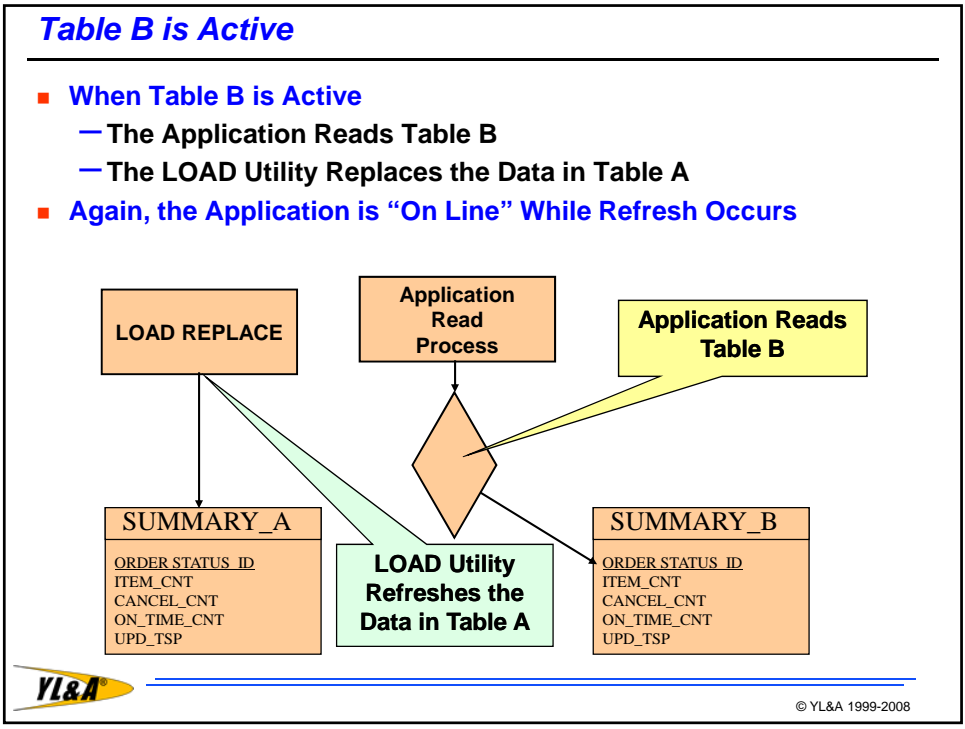 Table B is Active
When Table B is Active
– The Application Reads Table B
– The LOAD Utility Replaces the Data in Table A
Again, the Application is “On Line” While Refresh Occurs
LOAD REPLACE
Application
Read
Process
Application Reads
Table B
SUMMARY_A
ORDER STATUS_ID
ITEM_CNT
CANCEL_CNT
ON_TIME_CNT
UPD_TSP
LOAD Utility
Refreshes the
Data in Table A
SUMMARY_B
ORDER STATUS_ID
ITEM_CNT
CANCEL_CNT
ON_TIME_CNT
UPD_TSP
YL&A®
© YL&A 1999-2008